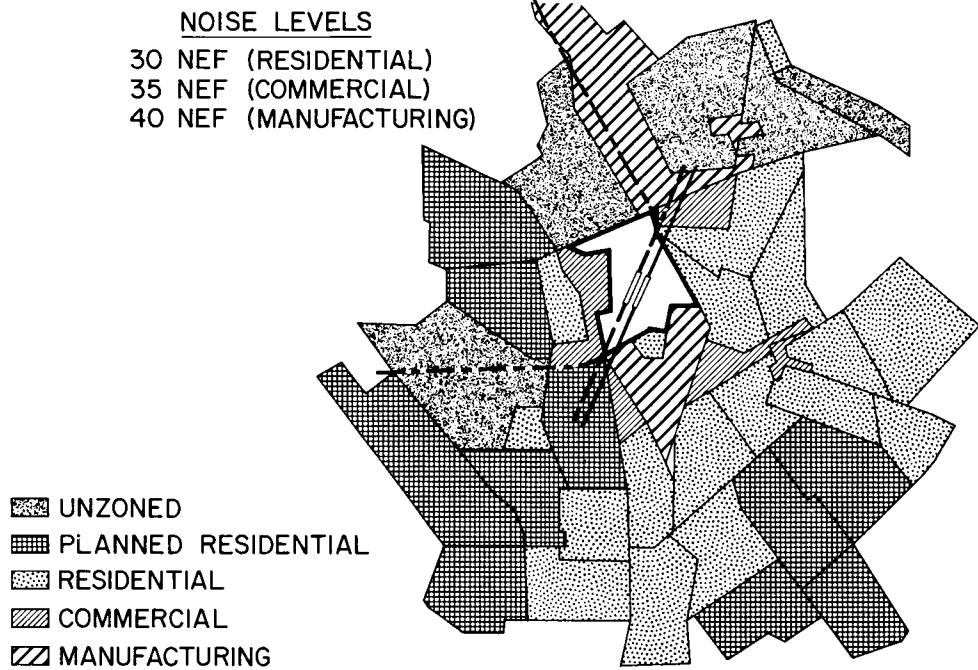 NOISE LEVELS
30 NEF (RESIDENTIAL)
35 NEF (COMMERCIAL)
40 NEF (MANUFACTURING)
UNZONED
PLANNED RESIDENTIAL
RESIDENTIAL
COMMERCIAL
MANUFACTURING